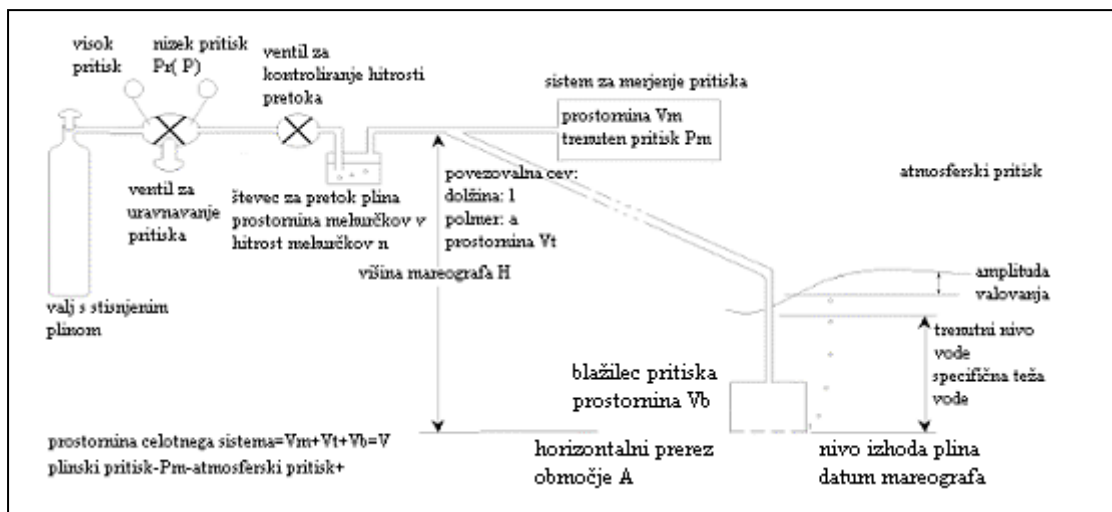 visok
pritisk
nizek pritisk
Pr( P)
ventil za
kontroliranje hitrosti
pretoka
sistem za merjenje pritiska
prostornina Vm
trenuten pritisk Pm
atmosferski pritisk
ventil za
uravnavanje
pritiska
števec za pretok plina
prostornina mehurčkov v
hitrost mehurčkov n
povezovalna cev:
dolžina: l
polmer: a
prostornina Vt
višina mareografa H
valj s stisnjenim
plinom
amplituda
valovanja
trenutni nivo
vode
specifična teža
vode
blažilec pritiska
prostornina Vb
prostornina celotnega sistema=Vm+Vt+Vb=V
plinski pritisk-Pm-atmosferski pritisk+
horizontalni prerez
območje A
nivo izhoda plina
datum mareografa